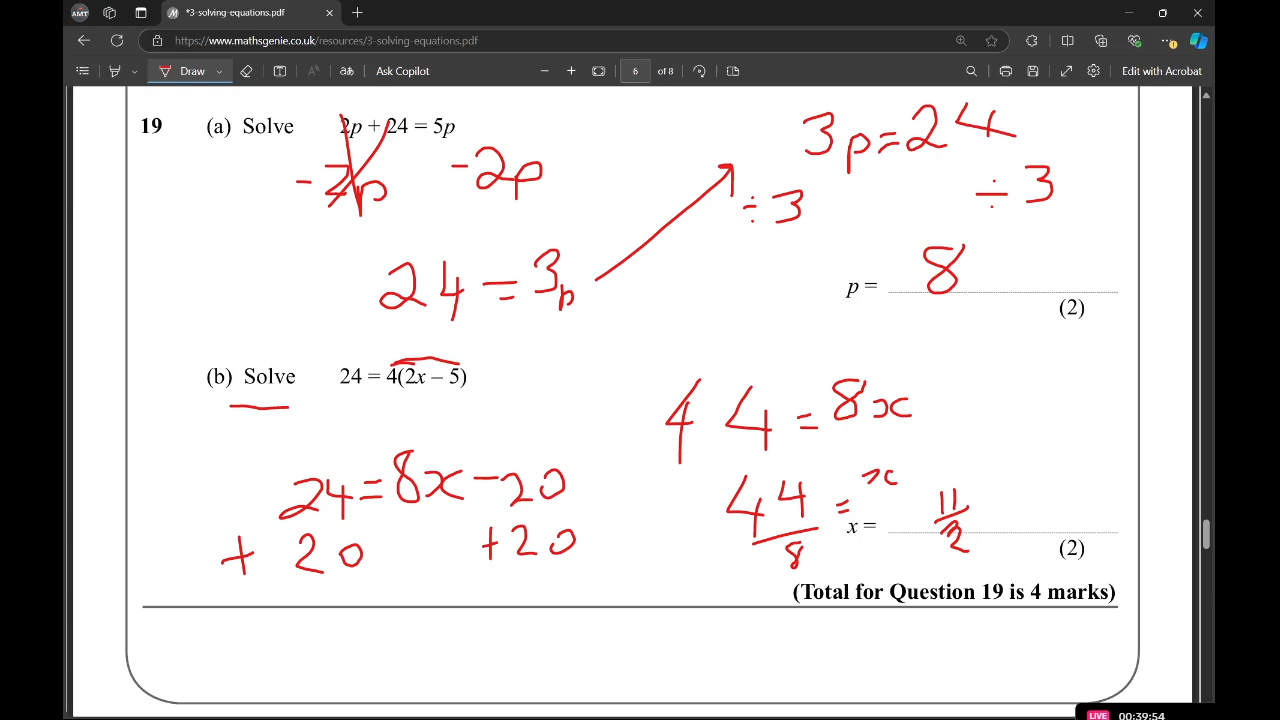 AMT
*3-solving-equations.pdf
https://www.mathsgenie.co.uk/resources/3-solving-equations.pdf
Draw
Ask Copilot
6 of 8
Edit with Acrobat
19 (a) Solve 2p + 24 = 5p
- 2p - 2p
24 = 3p
3p = 24
÷ 3 ÷ 3
p = 8
(2)
(b) Solve 24 = 4(2x – 5)
24 = 8x - 20
+ 20 + 20
44 = 8x
44/8 = x
x = 11/2
(2)
(Total for Question 19 is 4 marks)
LIVE 00:39:54